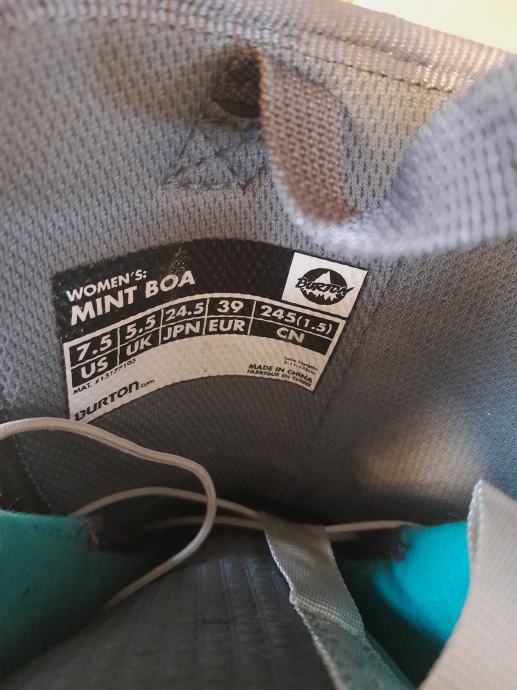 WOMEN'S:
MINT BOA
BURTON
7.5 5.5 24.5 39 245(1.5)
US UK JPN EUR CN
MADE IN CHINA
FABRIQUÉ EN CHINE
BURTON.com